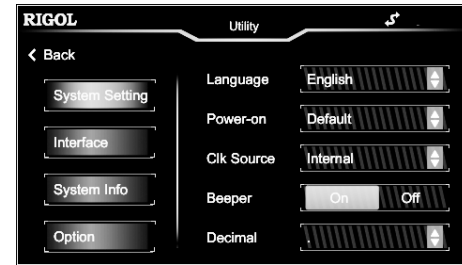 RIGOL
Utility
Back
System Setting
Interface
System Info
Option
Language English
Power-on Default
Clk Source Internal
Beeper On Off
Decimal .